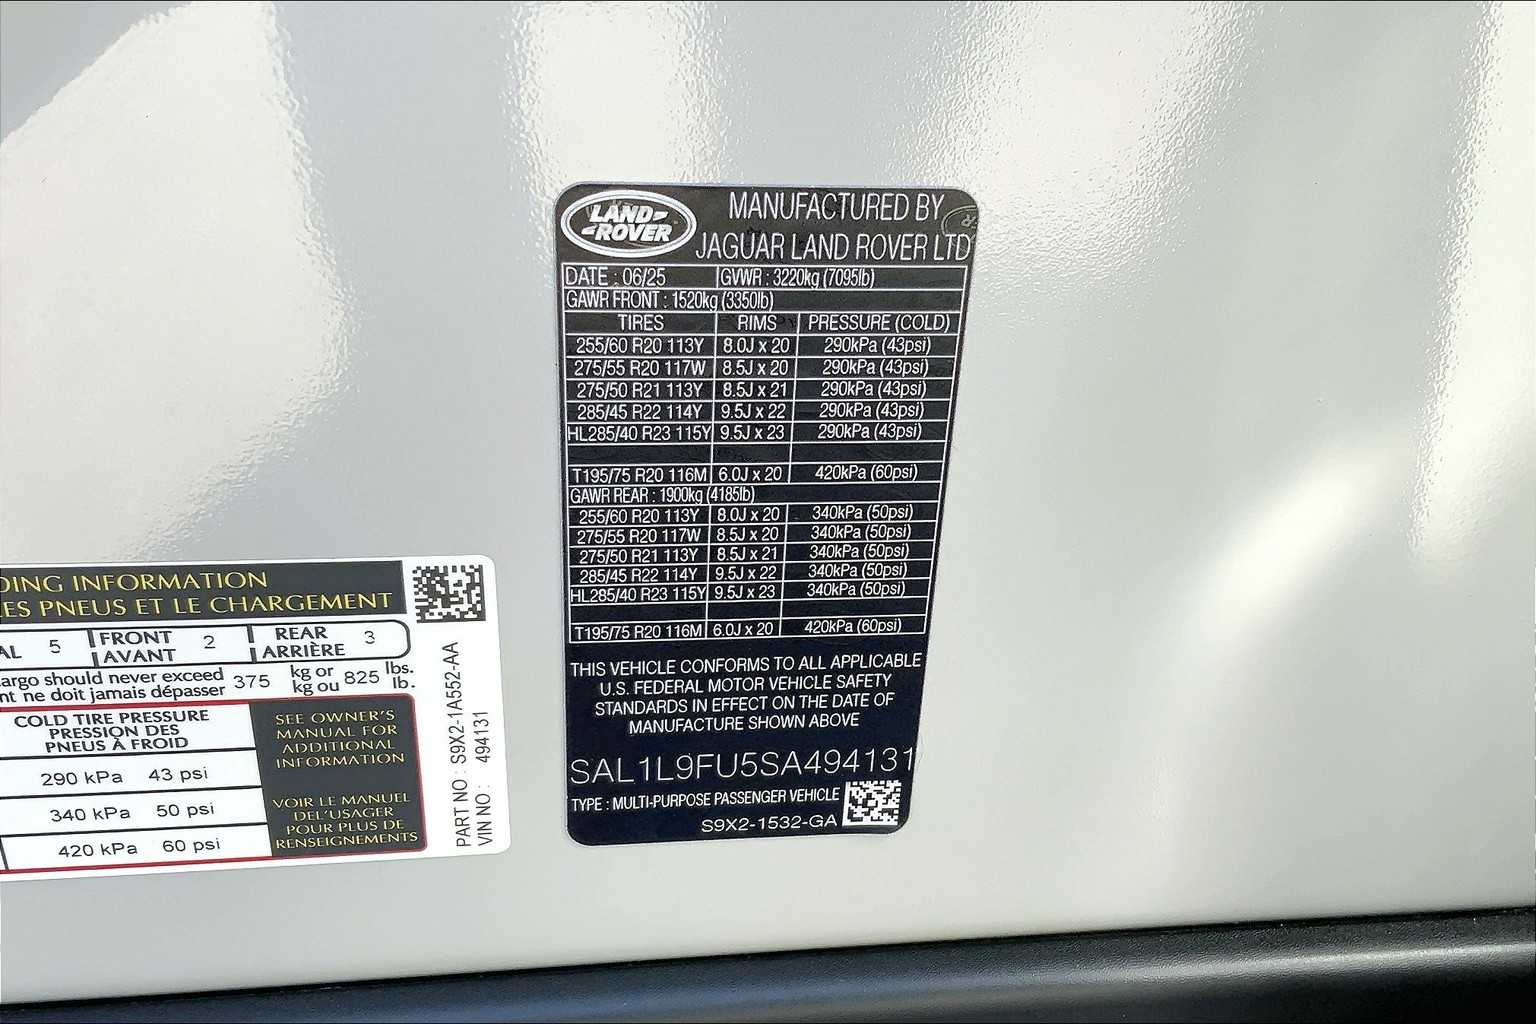 LAND-
-ROVER
MANUFACTURED BY
JAGUAR LAND ROVER LTD
DATE : 06/25 GVWR : 3220kg (7095lb)
GAWR FRONT : 1520kg (3350lb)
TIRES RIMS PRESSURE (COLD)
255/60 R20 113Y 8.0J x 20 290kPa (43psi)
275/55 R20 117W 8.5J x 20 290kPa (43psi)
275/50 R21 113Y 8.5J x 21 290kPa (43psi)
285/45 R22 114Y 9.5J x 22 290kPa (43psi)
HL285/40 R23 115Y 9.5J x 23 290kPa (43psi)
T195/75 R20 116M 6.0J x 20 420kPa (60psi)
GAWR REAR : 1900kg (4185lb)
255/60 R20 113Y 8.0J x 20 340kPa (50psi)
275/55 R20 117W 8.5J x 20 340kPa (50psi)
275/50 R21 113Y 8.5J x 21 340kPa (50psi)
285/45 R22 114Y 9.5J x 22 340kPa (50psi)
HL285/40 R23 115Y 9.5J x 23 340kPa (50psi)
T195/75 R20 116M 6.0J x 20 420kPa (60psi)
THIS VEHICLE CONFORMS TO ALL APPLICABLE
U.S. FEDERAL MOTOR VEHICLE SAFETY
STANDARDS IN EFFECT ON THE DATE OF
MANUFACTURE SHOWN ABOVE
SAL1L9FU5SA494131
TYPE : MULTI-PURPOSE PASSENGER VEHICLE
S9X2-1532-GA
DING INFORMATION
ES PNEUS ET LE CHARGEMENT
AL 5 FRONT 2 REAR 3
AVANT ARRIÈRE
argo should never exceed 375 kg or 825 lbs.
nt ne doit jamais dépasser kg ou lb.
COLD TIRE PRESSURE
PRESSION DES
PNEUS À FROID
290 kPa 43 psi
340 kPa 50 psi
420 kPa 60 psi
SEE OWNER'S
MANUAL FOR
ADDITIONAL
INFORMATION
VOIR LE MANUEL
DEL'USAGER
POUR PLUS DE
RENSEIGNEMENTS
PART NO : S9X2-1A552-AA
VIN NO : 494131